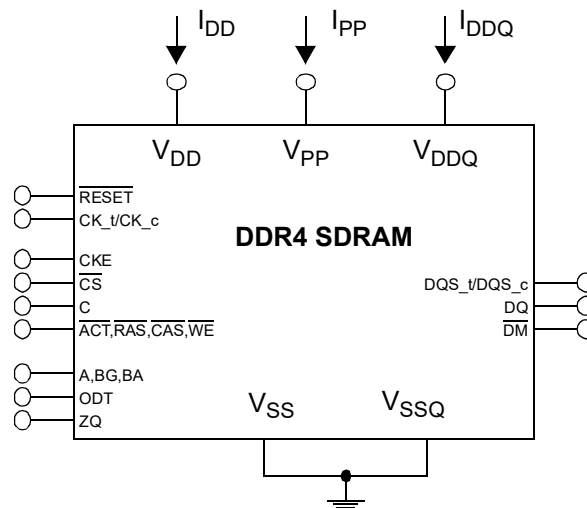 IDD IPP IDDQ
VDD VPP VDDQ
RESET
CK_t/CK_c
DDR4 SDRAM
CKE
CS
C
ACT,RAS,CAS,WE
DQS_t/DQS_c
DQ
DM
A,BG,BA
ODT
ZQ
VSS VSSQ